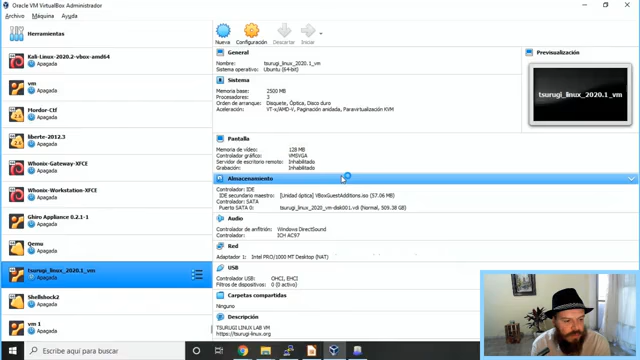 Oracle VM VirtualBox Administrador
Archivo Máquina Ayuda
Herramientas
Nueva Configuración Descartar Iniciar
Kali-Linux-2020.2-vbox-amd64
Apagada
vm
Apagada
Mordor-Ctf
Apagada
liberte-2012.3
Apagada
Whonix-Gateway-XFCE
Apagada
Whonix-Workstation-XFCE
Apagada
Ghiro Appliance 0.2.1-1
Apagada
Qemu
Apagada
tsurugi_linux_2020.1_vm
Apagada
Shellshock2
Apagada
vm 1
Apagada
General
Nombre: tsurugi_linux_2020.1_vm
Sistema operativo: Ubuntu (64-bit)
Sistema
Memoria base: 2500 MB
Procesadores: 3
Orden de arranque: Disquete, Óptica, Disco duro
Aceleración: VT-x/AMD-V, Paginación anidada, Paravirtualización KVM
Previsualización
tsurugi_linux_2020.1_vm
Pantalla
Memoria de vídeo: 128 MB
Controlador gráfico: VMSVGA
Servidor de escritorio remoto: Inhabilitado
Grabación: Inhabilitado
Almacenamiento
Controlador: IDE
IDE secundario maestro: [Unidad óptica] VBoxGuestAdditions.iso (57.06 MB)
Controlador: SATA
Puerto SATA 0: tsurugi_linux_2020_vm-disk001.vdi (Normal, 509.38 GB)
Audio
Controlador de anfitrión: Windows DirectSound
Controlador: ICH AC97
Red
Adaptador 1: Intel PRO/1000 MT Desktop (NAT)
USB
Controlador USB: OHCI, EHCI
Filtros de dispositivos: 0 (0 activo)
Carpetas compartidas
Ninguno
Descripción
TSURUGI LINUX LAB VM
https://tsurugi-linux.org
Escribe aquí para buscar